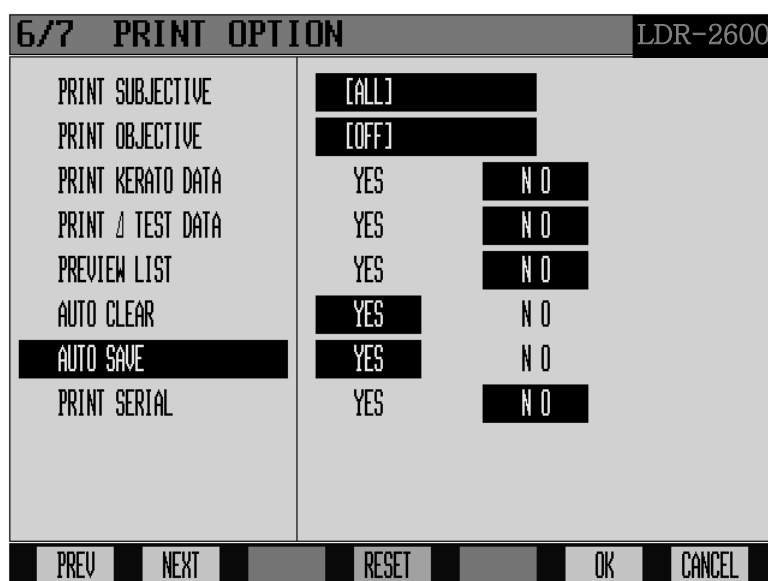 6/7 PRINT OPTION LDR-2600
PRINT SUBJECTIVE [ALL]
PRINT OBJECTIVE [OFF]
PRINT KERATO DATA YES NO
PRINT ⊿ TEST DATA YES NO
PREVIEW LIST YES NO
AUTO CLEAR YES NO
AUTO SAVE YES NO
PRINT SERIAL YES NO
PREV NEXT RESET OK CANCEL